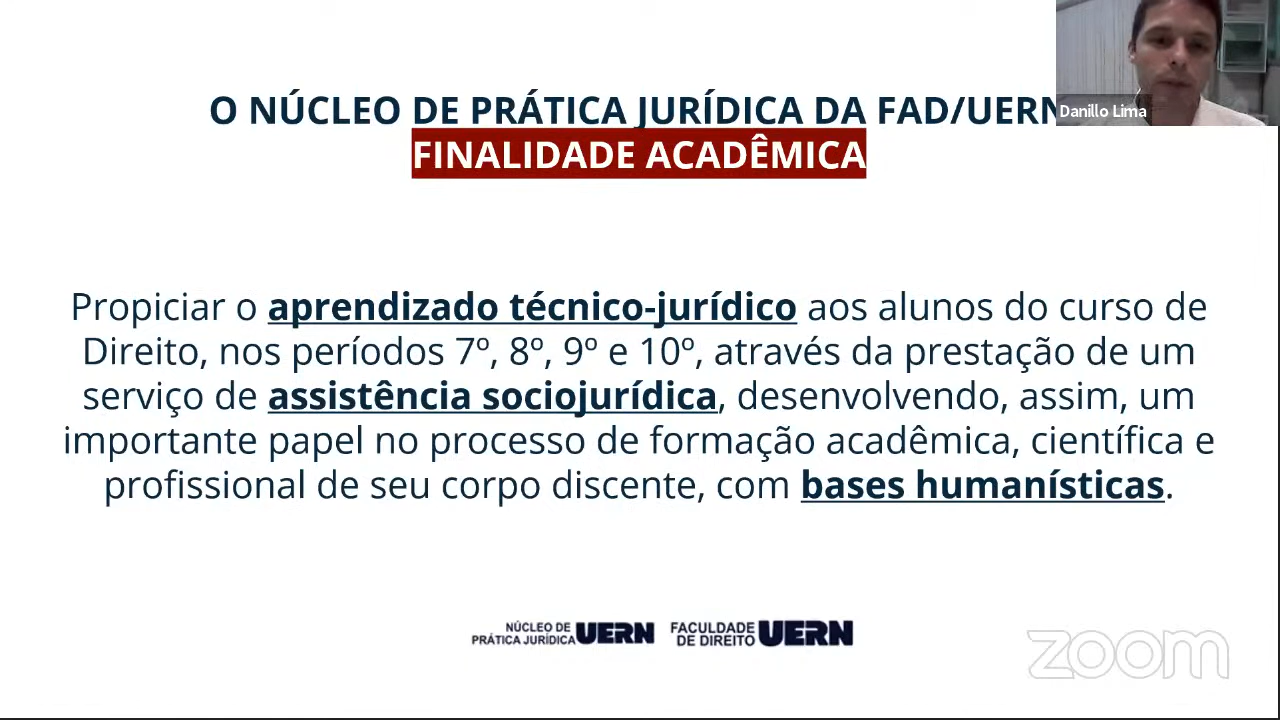 O NÚCLEO DE PRÁTICA JURÍDICA DA FAD/UERN
FINALIDADE ACADÊMICA
Danillo Lima
Propiciar o aprendizado técnico-jurídico aos alunos do curso de
Direito, nos períodos 7º, 8º, 9º e 10º, através da prestação de um
serviço de assistência sociojurídica, desenvolvendo, assim, um
importante papel no processo de formação acadêmica, científica e
profissional de seu corpo discente, com bases humanísticas.
NÚCLEO DE
PRÁTICA JURÍDICA UERN
FACULDADE
DE DIREITO UERN
zoom